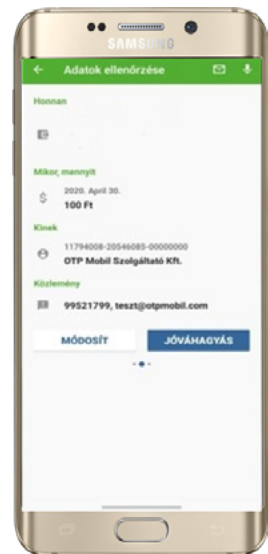 SAMSUNG
Adatok ellenőrzése
Honnan
Mikor, mennyit
2020. April 30.
100 Ft
Kinek
11794008-20546085-00000000
OTP Mobil Szolgáltató Kft.
Közlemény
99521799, teszt@otpmobil.com
MÓDOSÍT
JÓVÁHAGYÁS